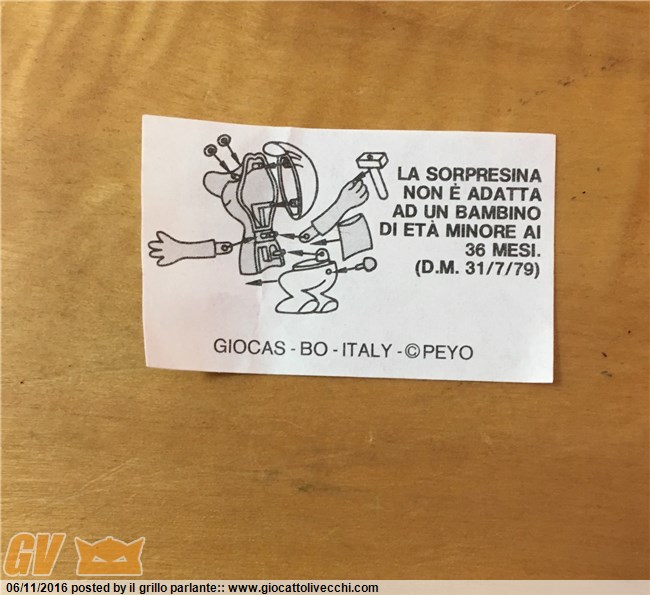 LA SORPRESINA
NON È ADATTA
AD UN BAMBINO
DI ETÀ MINORE AI
36 MESI.
(D.M. 31/7/79)
GIOCAS - BO - ITALY - © PEYO
GV
06/11/2016 posted by il grillo parlante:: www.giocattolivecchi.com